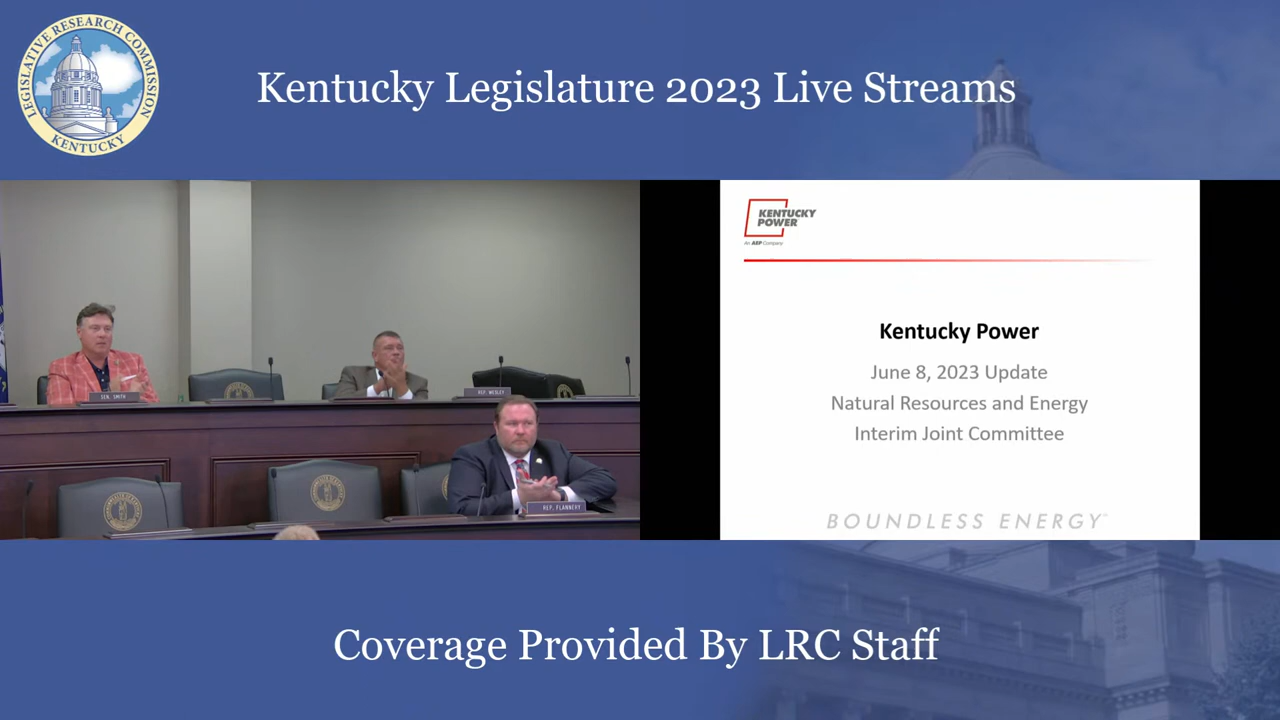 LEGISLATIVE RESEARCH COMMISSION
KENTUCKY
Kentucky Legislature 2023 Live Streams
KENTUCKY
POWER
An AEP Company
Kentucky Power
June 8, 2023 Update
Natural Resources and Energy
Interim Joint Committee
BOUNDLESS ENERGY
SEN. SMITH
REP. WESLEY
REP. FLANNERY
Coverage Provided By LRC Staff